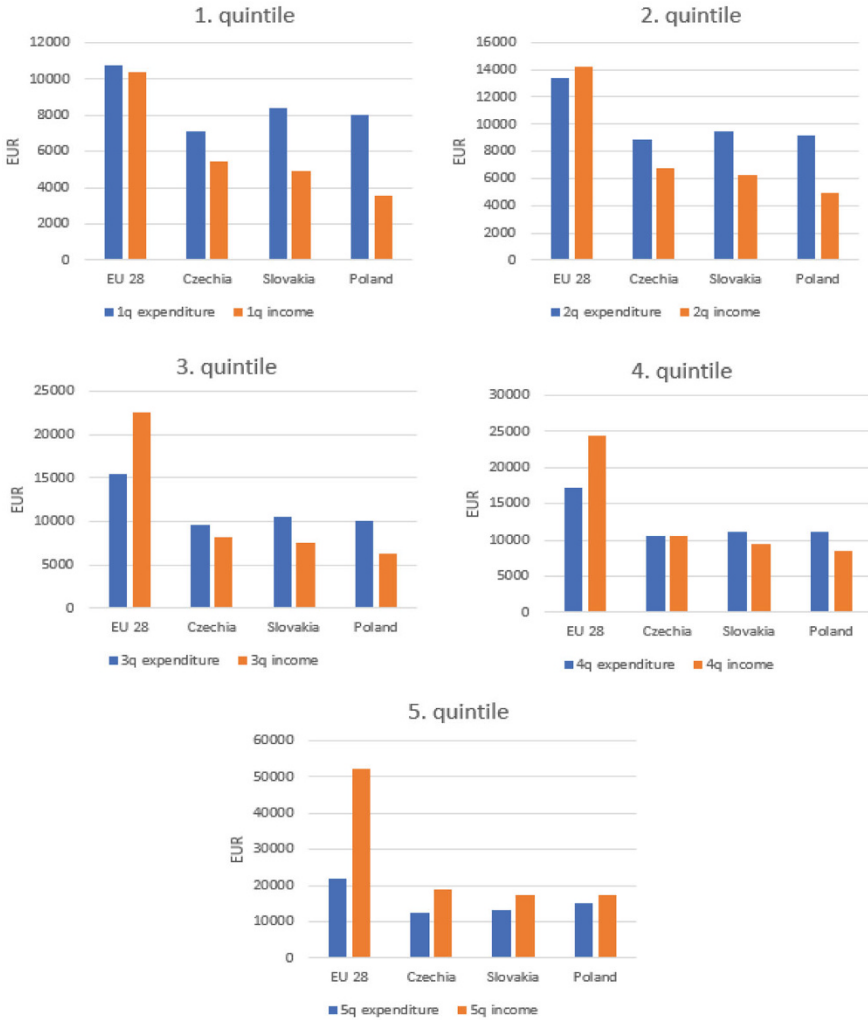 1. quintile
12000
10000
8000
6000
4000
2000
0
EUR
EU 28 Czechia Slovakia Poland
1q expenditure 1q income
2. quintile
16000
14000
12000
10000
8000
6000
4000
2000
0
EUR
EU 28 Czechia Slovakia Poland
2q expenditure 2q income
3. quintile
25000
20000
15000
10000
5000
0
EUR
EU 28 Czechia Slovakia Poland
3q expenditure 3q income
4. quintile
30000
25000
20000
15000
10000
5000
0
EUR
EU 28 Czechia Slovakia Poland
4q expenditure 4q income
5. quintile
60000
50000
40000
30000
20000
10000
0
EUR
EU 28 Czechia Slovakia Poland
5q expenditure 5q income